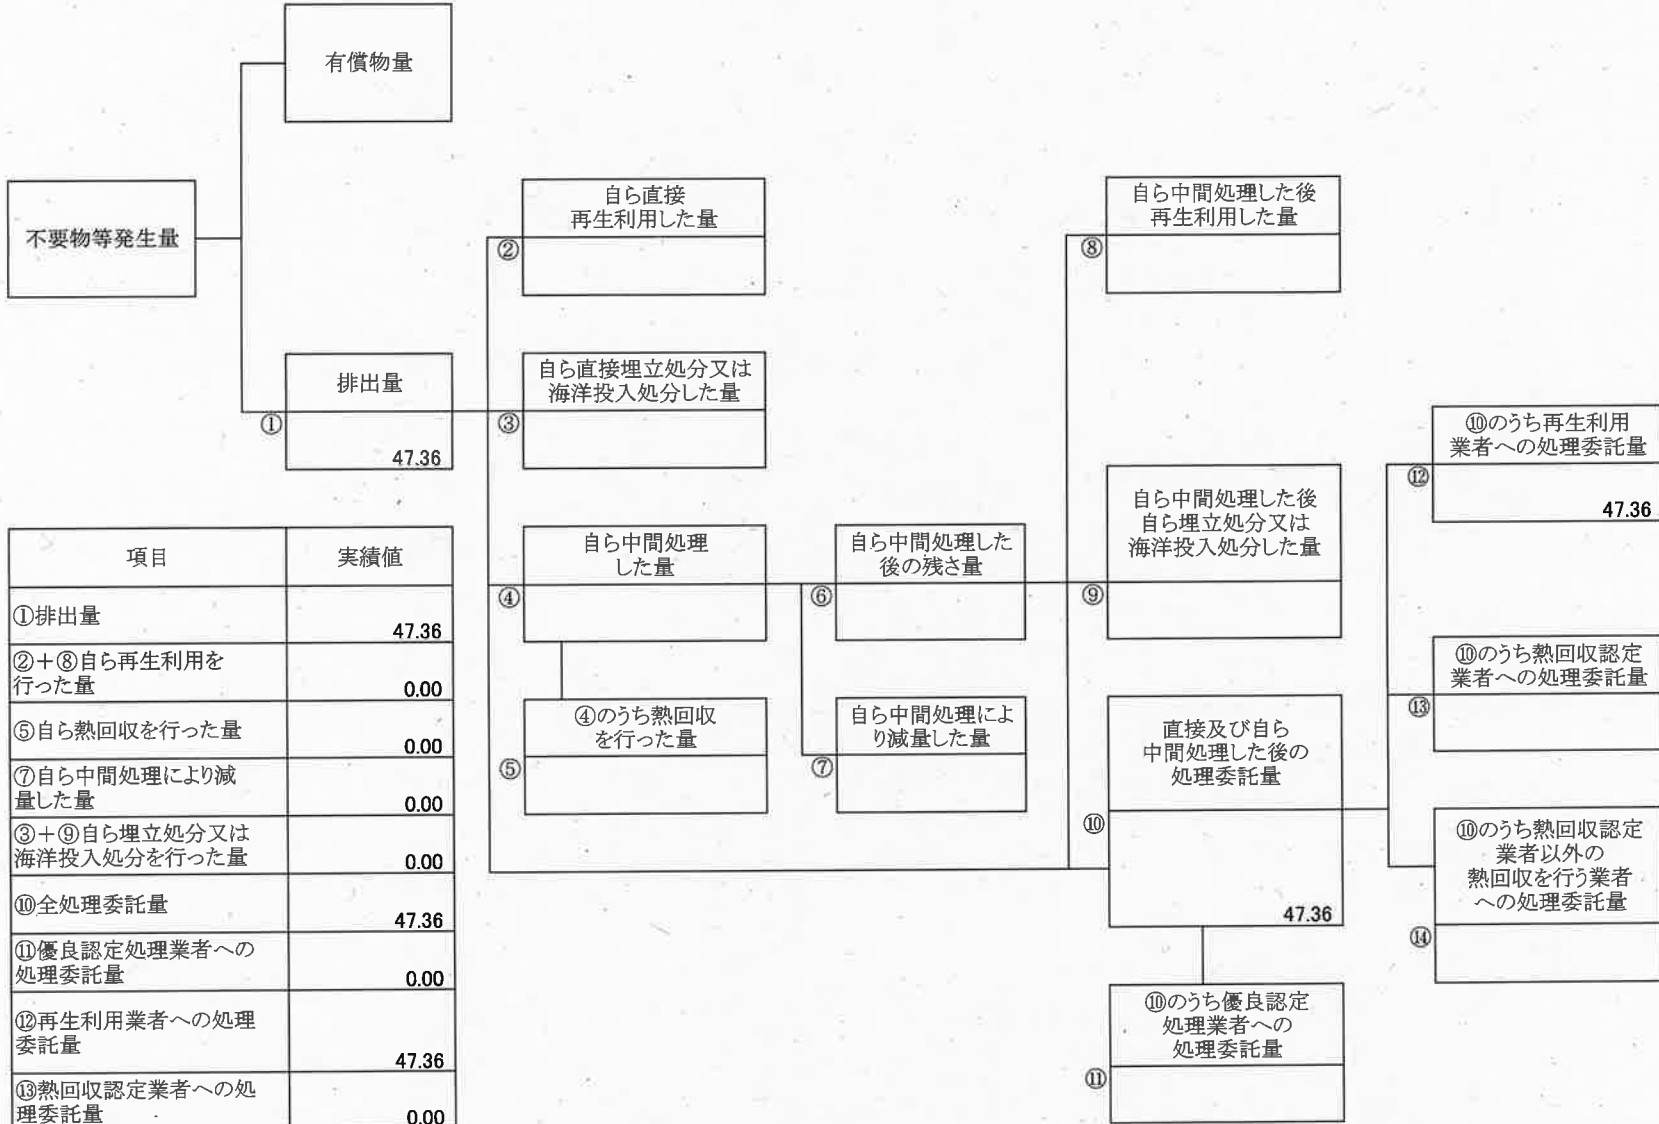 有償物量
不要物等発生量
自ら直接
再生利用した量
②
自ら中間処理した後
再生利用した量
⑧
排出量
①
47.36
自ら直接埋立処分又は
海洋投入処分した量
③
⑩のうち再生利用
業者への処理委託量
⑫
47.36
自ら中間処理
した量
④
自ら中間処理した
後の残さ量
⑥
自ら中間処理した後
自ら埋立処分又は
海洋投入処分した量
⑨
⑩のうち熱回収認定
業者への処理委託量
⑬
④のうち熱回収
を行った量
⑤
自ら中間処理によ
り減量した量
⑦
直接及び自ら
中間処理した後の
処理委託量
⑩
47.36
⑩のうち熱回収認定
業者以外の
熱回収を行う業者
への処理委託量
⑭
⑩のうち優良認定
処理業者への
処理委託量
⑪
項目 実績値
①排出量
47.36
②+⑧自ら再生利用を
行った量 0.00
⑤自ら熱回収を行った量
0.00
⑦自ら中間処理により減
量した量 0.00
③+⑨自ら埋立処分又は
海洋投入処分を行った量 0.00
⑩全処理委託量
47.36
⑪優良認定処理業者への
処理委託量 0.00
⑫再生利用業者への処理
委託量
47.36
⑬熱回収認定業者への処
理委託量 0.00